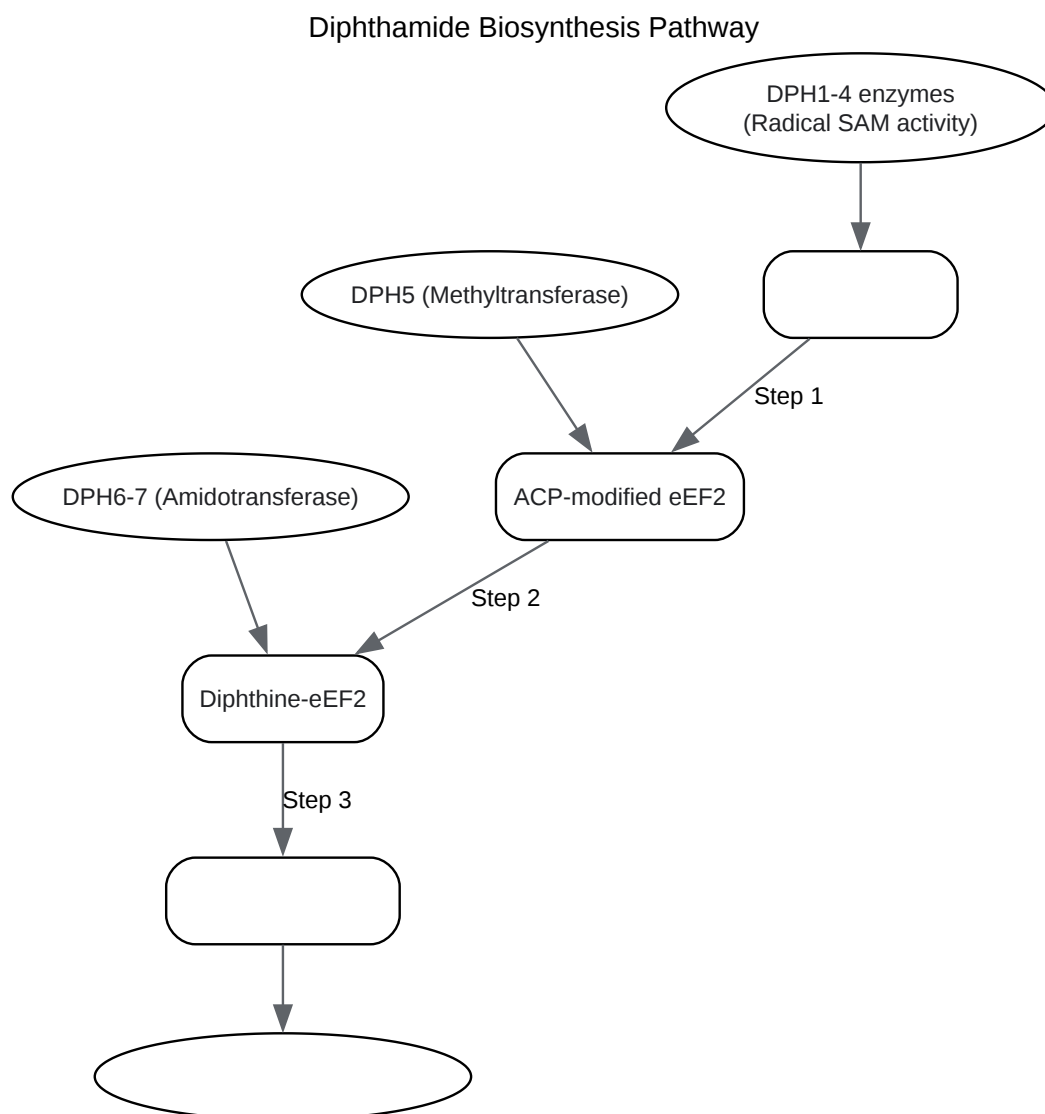 Diphthamide Biosynthesis Pathway
DPH1-4 enzymes
(Radical SAM activity)
DPH5 (Methyltransferase)
Step 1
DPH6-7 (Amidotransferase)
ACP-modified eEF2
Step 2
Diphthine-eEF2
Step 3